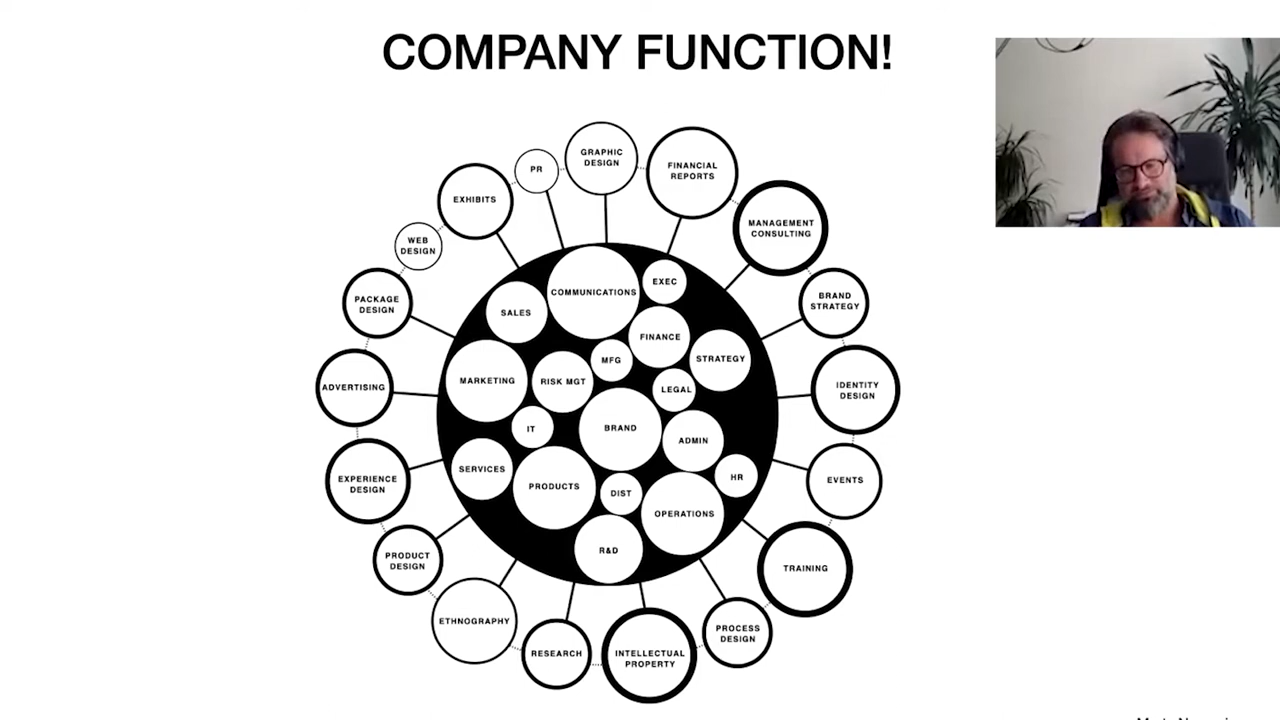 COMPANY FUNCTION!
GRAPHIC
DESIGN
FINANCIAL
REPORTS
MANAGEMENT
CONSULTING
BRAND
STRATEGY
IDENTITY
DESIGN
EVENTS
TRAINING
PROCESS
DESIGN
INTELLECTUAL
PROPERTY
RESEARCH
ETHNOGRAPHY
PRODUCT
DESIGN
EXPERIENCE
DESIGN
ADVERTISING
PACKAGE
DESIGN
WEB
DESIGN
EXHIBITS
PR
COMMUNICATIONS
EXEC
SALES
FINANCE
MFG
STRATEGY
MARKETING
RISK MGT
LEGAL
IT
BRAND
ADMIN
SERVICES
PRODUCTS
DIST
HR
OPERATIONS
R&D